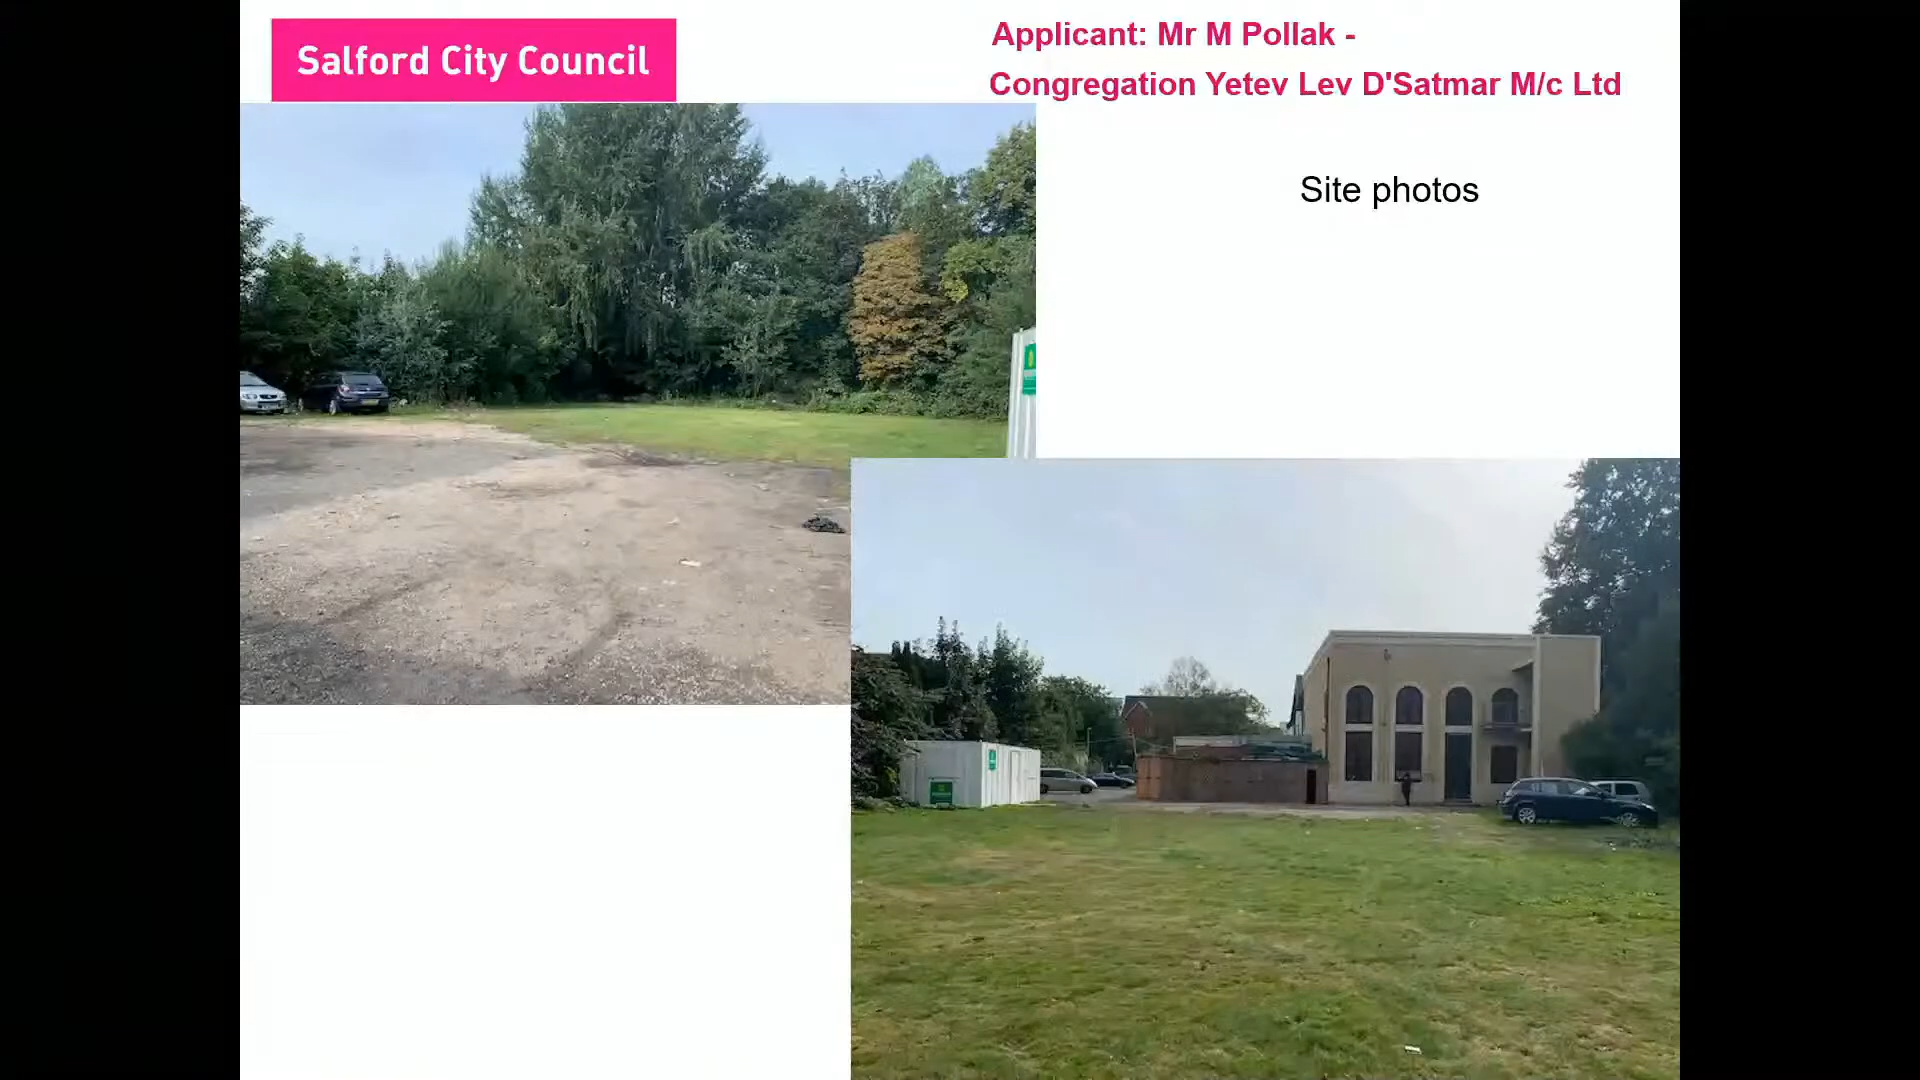 Salford City Council
Applicant: Mr M Pollak -
Congregation Yetev Lev D'Satmar M/c Ltd
Site photos